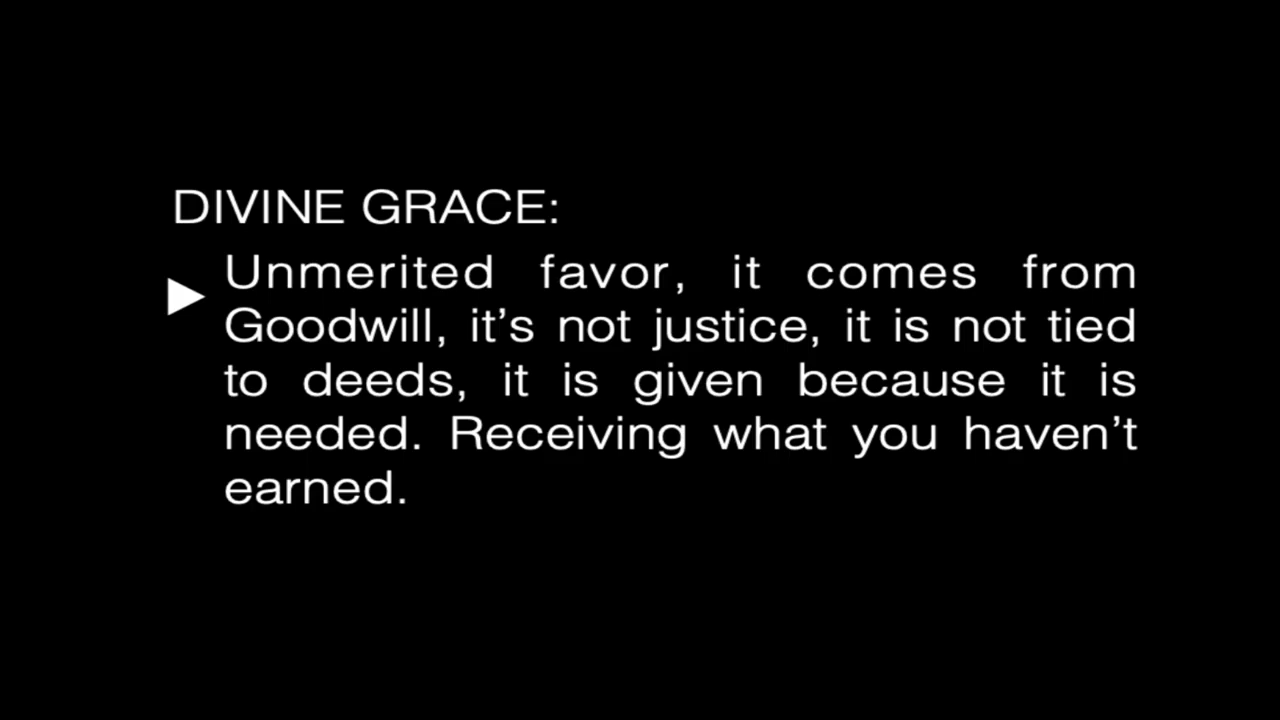 DIVINE GRACE:
Unmerited favor, it comes from
Goodwill, it’s not justice, it is not tied
to deeds, it is given because it is
needed. Receiving what you haven’t
earned.